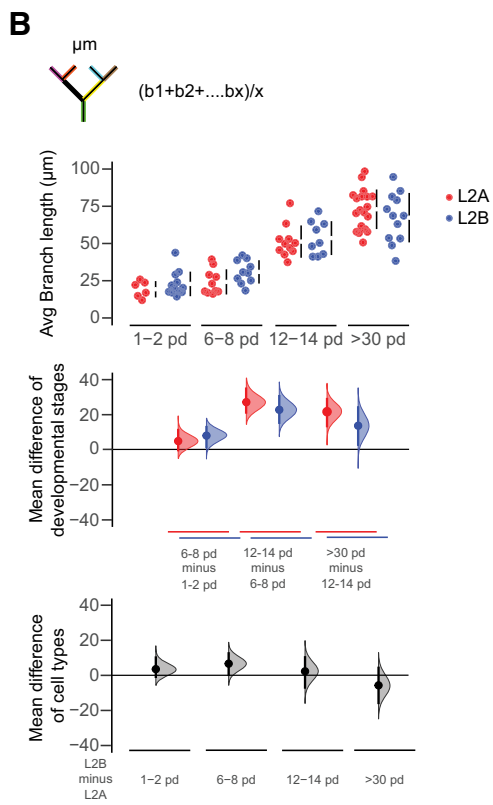 B
µm
(b1+b2+....bx)/x
Avg Branch length (µm)
100
75
50
25
0
L2A
L2B
1−2 pd 6−8 pd 12−14 pd >30 pd
Mean difference of
developmental stages
40
20
0
−40
−20
6-8 pd
minus
1-2 pd
12-14 pd
minus
6-8 pd
>30 pd
minus
12-14 pd
Mean difference
of cell types
40
20
0
−20
−40
L2B
minus
L2A
1−2 pd 6−8 pd 12−14 pd >30 pd